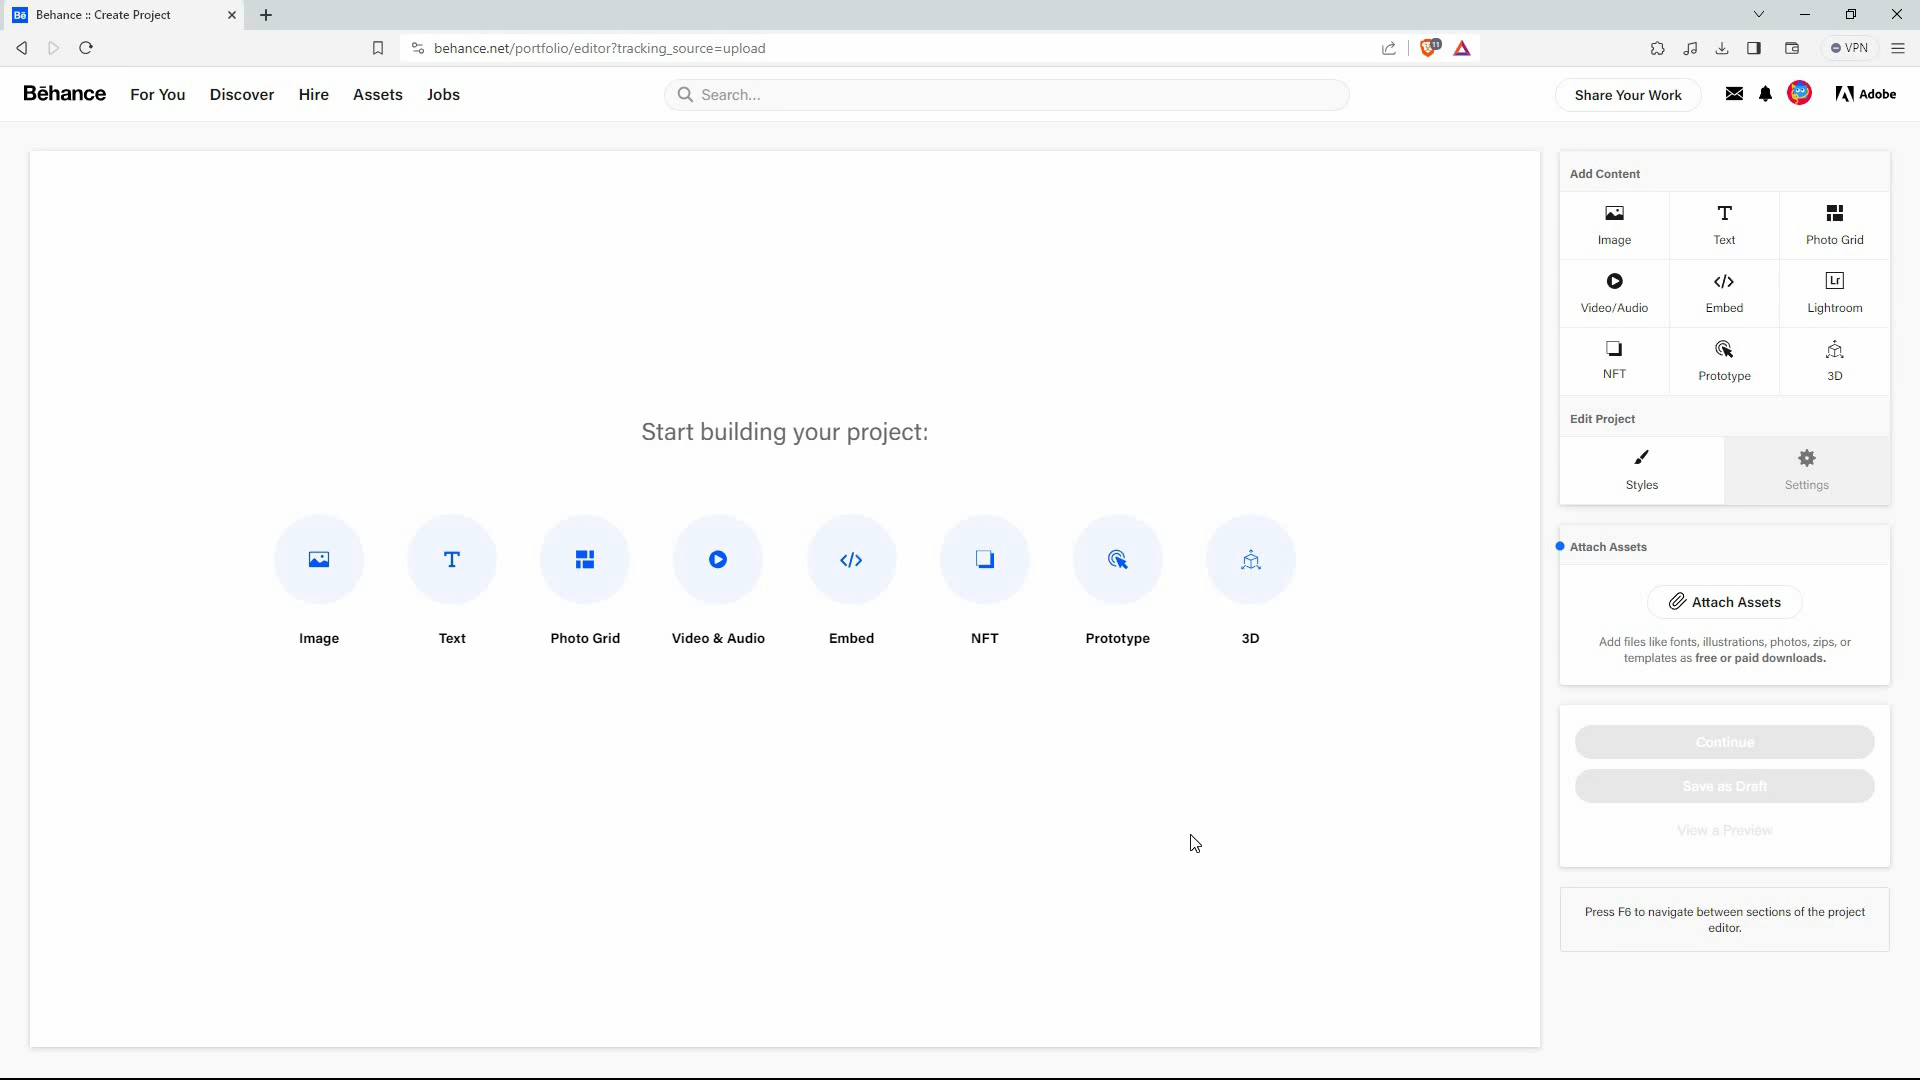 Bē Behance :: Create Project
behance.net/portfolio/editor?tracking_source=upload
11
VPN
Bēhance For You Discover Hire Assets Jobs
Search...
Share Your Work
Adobe
Start building your project:
Image Text Photo Grid Video & Audio Embed NFT Prototype 3D
Add Content
Image Text Photo Grid
Lr
Video/Audio Embed Lightroom
NFT Prototype 3D
Edit Project
Styles Settings
Attach Assets
Attach Assets
Add files like fonts, illustrations, photos, zips, or
templates as free or paid downloads.
Continue
Save as Draft
View a Preview
Press F6 to navigate between sections of the project
editor.